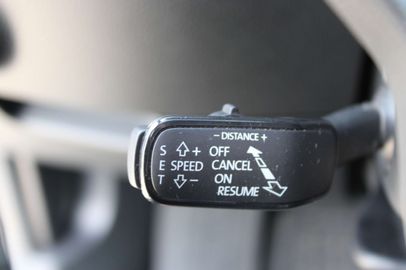 - DISTANCE +
S + OFF
E SPEED CANCEL
T - ON
RESUME